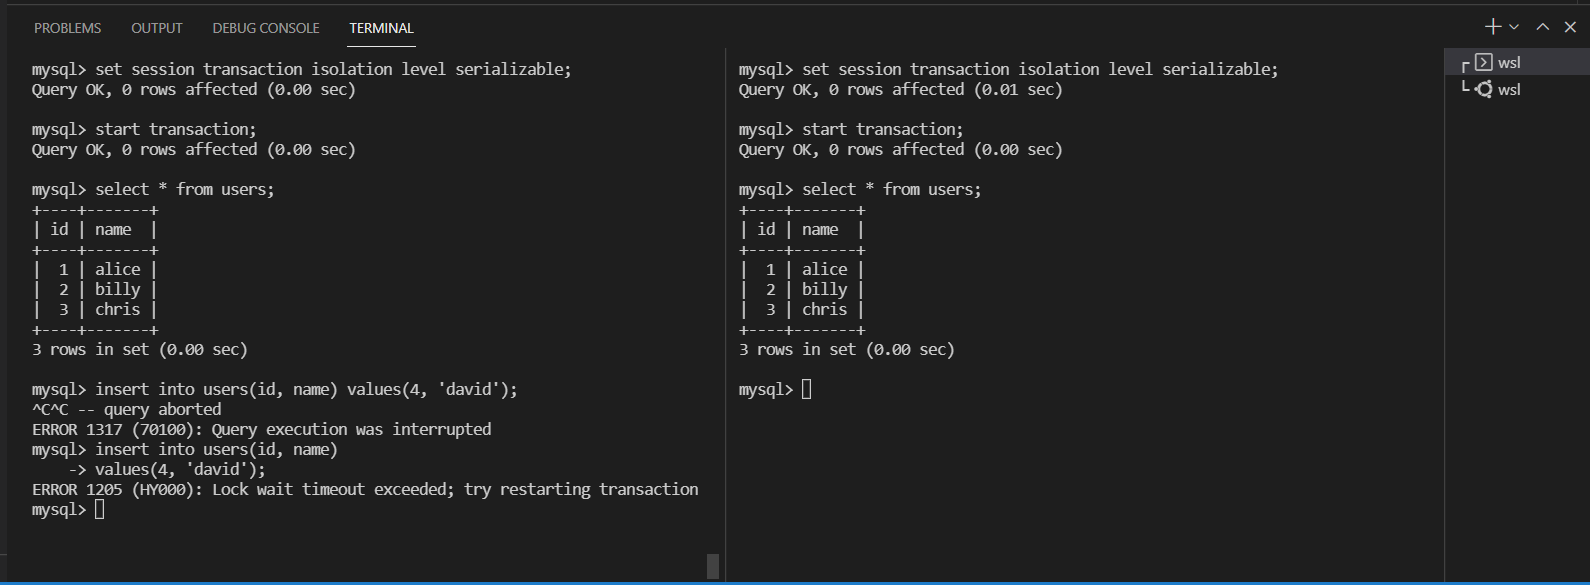 PROBLEMS OUTPUT DEBUG CONSOLE TERMINAL
mysql> set session transaction isolation level serializable;
Query OK, 0 rows affected (0.00 sec)
mysql> start transaction;
Query OK, 0 rows affected (0.00 sec)
mysql> select * from users;
+----+-------+
| id | name  |
+----+-------+
|  1 | alice |
|  2 | billy |
|  3 | chris |
+----+-------+
3 rows in set (0.00 sec)
mysql> insert into users(id, name) values(4, 'david');
^C^C -- query aborted
ERROR 1317 (70100): Query execution was interrupted
mysql> insert into users(id, name)
    -> values(4, 'david');
ERROR 1205 (HY000): Lock wait timeout exceeded; try restarting transaction
mysql>
mysql> set session transaction isolation level serializable;
Query OK, 0 rows affected (0.01 sec)
mysql> start transaction;
Query OK, 0 rows affected (0.00 sec)
mysql> select * from users;
+----+-------+
| id | name  |
+----+-------+
|  1 | alice |
|  2 | billy |
|  3 | chris |
+----+-------+
3 rows in set (0.00 sec)
mysql>
wsl
wsl